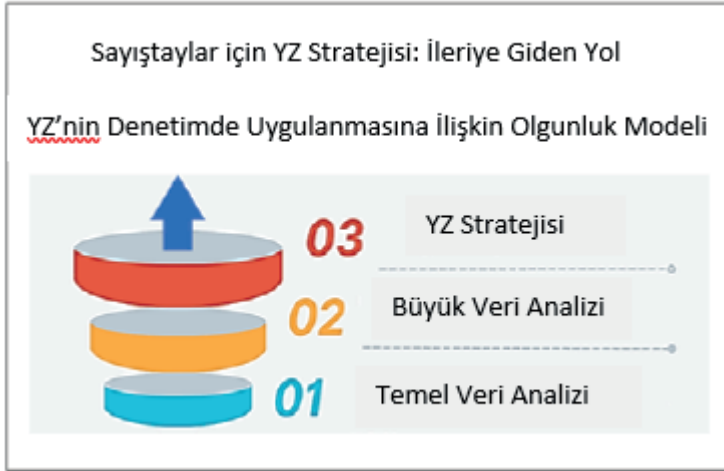 Sayıştaylar için YZ Stratejisi: İleriye Giden Yol
YZ’nin Denetimde Uygulanmasına İlişkin Olgunluk Modeli
03 YZ Stratejisi
02 Büyük Veri Analizi
01 Temel Veri Analizi